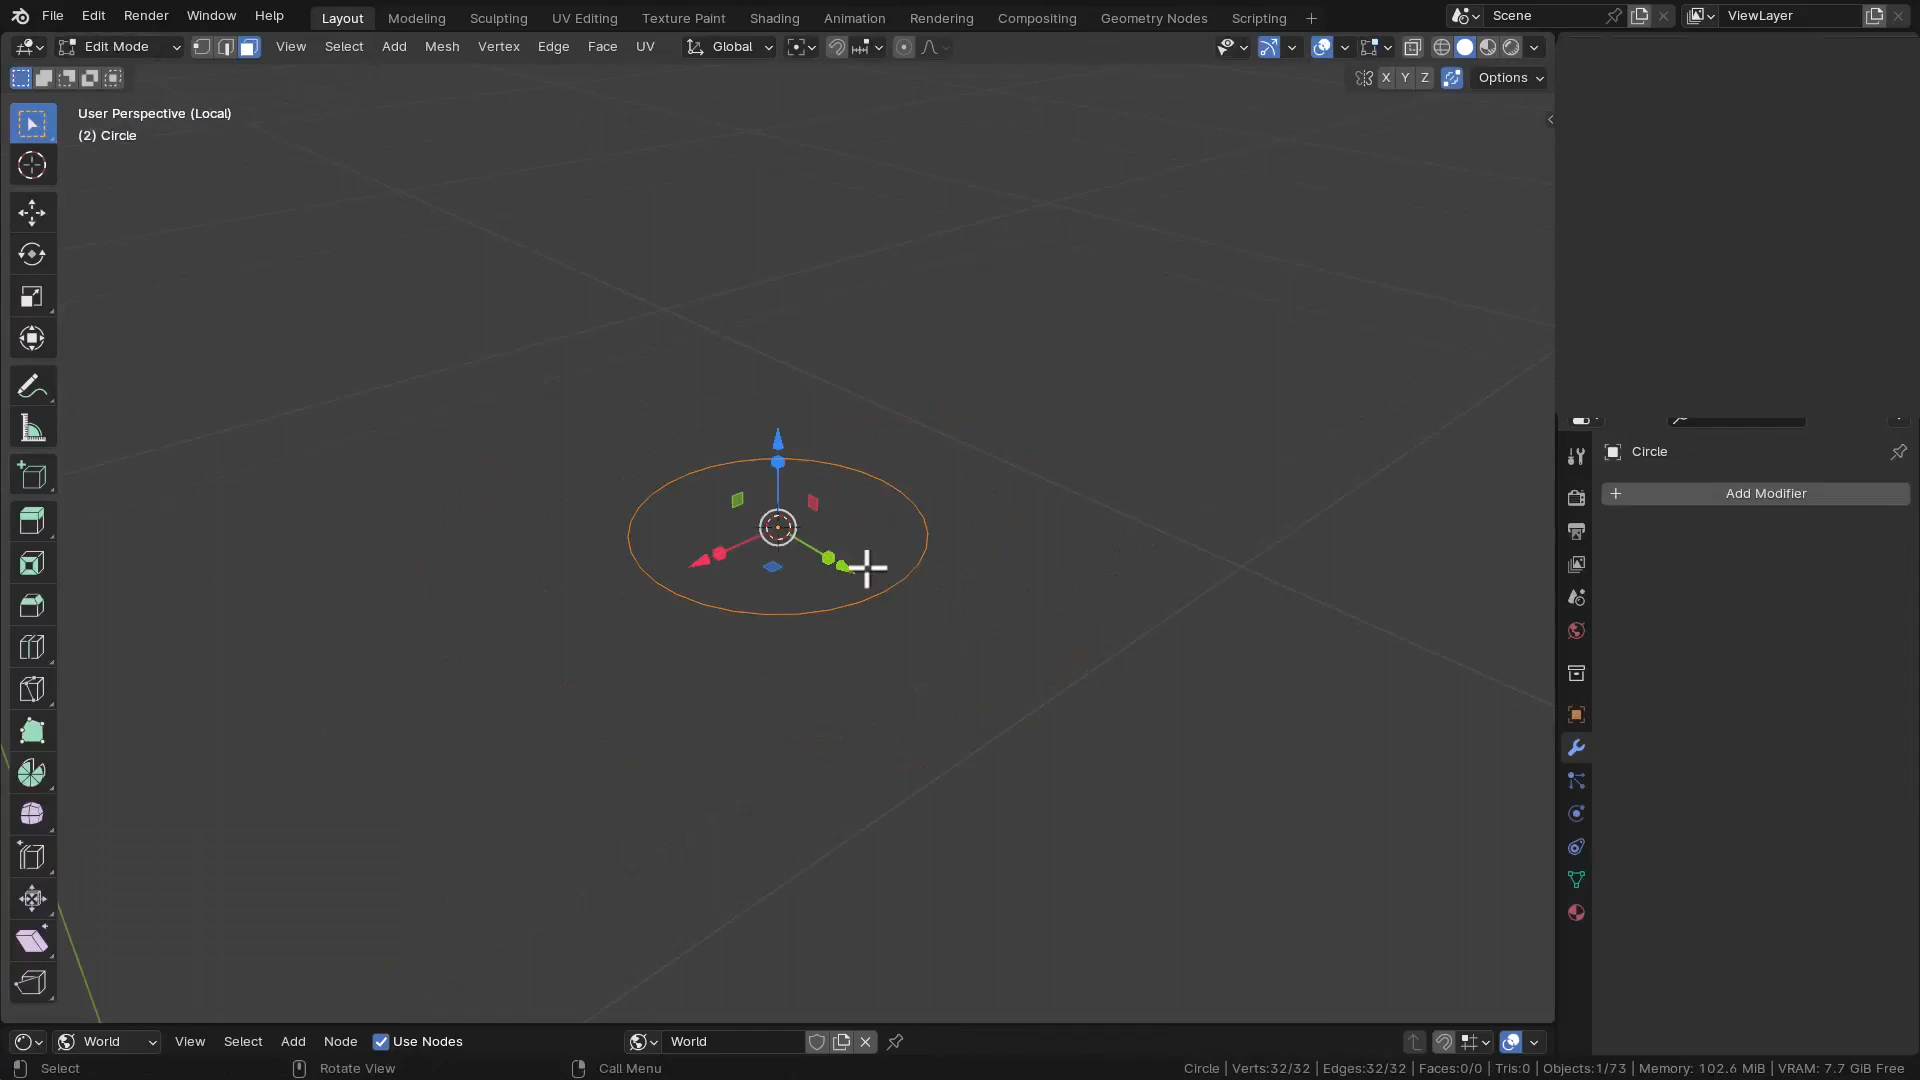 File Edit Render Window Help Layout Modeling Sculpting UV Editing Texture Paint Shading Animation Rendering Compositing Geometry Nodes Scripting + Scene ViewLayer
Edit Mode View Select Add Mesh Vertex Edge Face UV Global
X Y Z Options
User Perspective (Local)
(2) Circle
Circle
+ Add Modifier
World View Select Add Node Use Nodes World
Select Rotate View Call Menu Circle | Verts:32/32 | Edges:32/32 | Faces:0/0 | Tris:0 | Objects:1/73 | Memory: 102.6 MiB | VRAM: 7.7 GiB Free